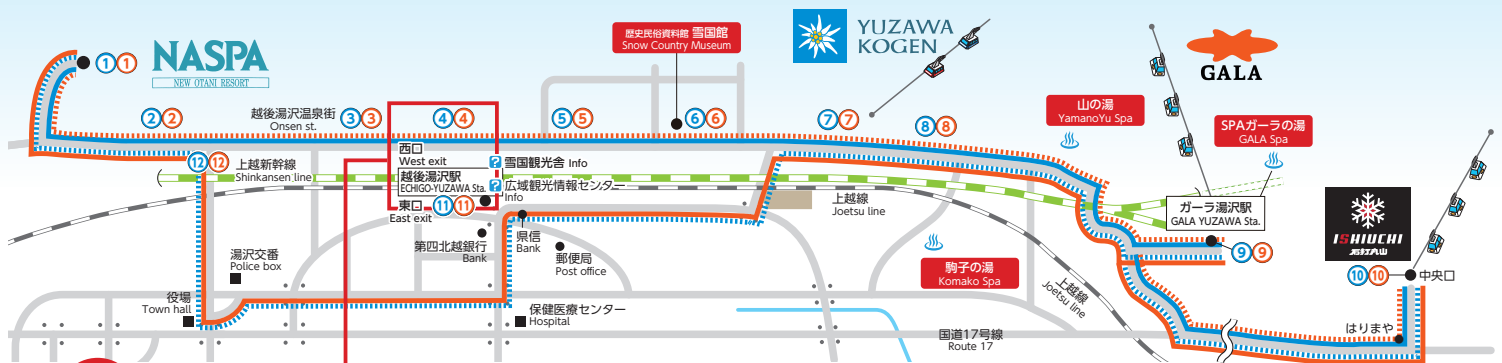 NASPA
NEW OTANI RESORT
歴史民俗資料館 雪国館
Snow Country Museum
YUZAWA
KOGEN
GALA
1 1
2 2
越後湯沢温泉街
Onsen st.
3 3
4 4
5 5
6 6
7 7
8 8
山の湯
YamanoYu Spa
SPAガーラの湯
GALA Spa
12 12
上越新幹線
Shinkansen line
西口
West exit
越後湯沢駅
ECHIGO-YUZAWA Sta.
東口
East exit
11 11
? 雪国観光舎 Info
? 広域観光情報センター
Info
上越線
Joetsu line
ガーラ湯沢駅
GALA YUZAWA Sta.
9 9
ISHIUCHI
石打丸山
10 10
中央口
県信
Bank
第四北越銀行
Bank
郵便局
Post office
湯沢交番
Police box
駒子の湯
Komako Spa
上越線
Joetsu line
役場
Town hall
保健医療センター
Hospital
国道17号線
Route 17
はりまや